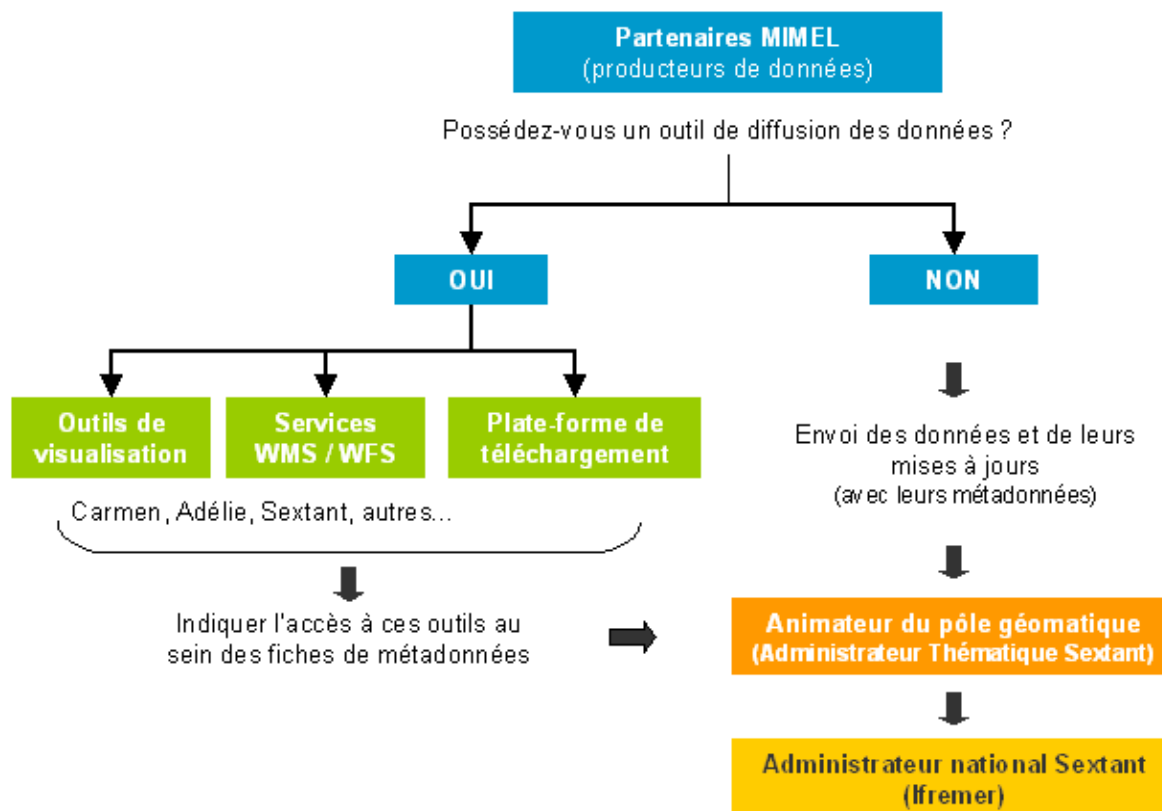 Partenaires MIMEL
(producteurs de données)
Possédez-vous un outil de diffusion des données ?
OUI
NON
Outils de
visualisation
Services
WMS / WFS
Plate-forme de
téléchargement
Carmen, Adélie, Sextant, autres...
Indiquer l'accès à ces outils au
sein des fiches de métadonnées
Envoi des données et de leurs
mises à jours
(avec leurs métadonnées)
Animateur du pôle géomatique
(Administrateur Thématique Sextant)
Administrateur national Sextant
(Ifremer)